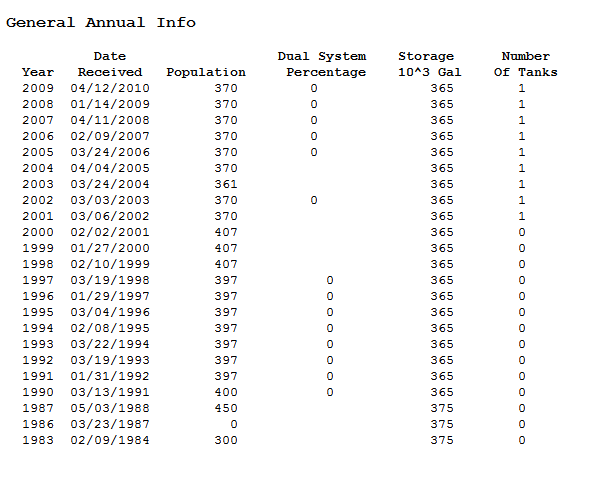 General Annual Info
Date Dual System Storage Number
Year Received Population Percentage 10^3 Gal Of Tanks
2009 04/12/2010 370 0 365 1
2008 01/14/2009 370 0 365 1
2007 04/11/2008 370 0 365 1
2006 02/09/2007 370 0 365 1
2005 03/24/2006 370 0 365 1
2004 04/04/2005 370 365 1
2003 03/24/2004 361 365 1
2002 03/03/2003 370 0 365 1
2001 03/06/2002 370 365 1
2000 02/02/2001 407 365 0
1999 01/27/2000 407 365 0
1998 02/10/1999 407 365 0
1997 03/19/1998 397 0 365 0
1996 01/29/1997 397 0 365 0
1995 03/04/1996 397 0 365 0
1994 02/08/1995 397 0 365 0
1993 03/22/1994 397 0 365 0
1992 03/19/1993 397 0 365 0
1991 01/31/1992 397 0 365 0
1990 03/13/1991 400 0 365 0
1987 05/03/1988 450 375 0
1986 03/23/1987 0 375 0
1983 02/09/1984 300 375 0